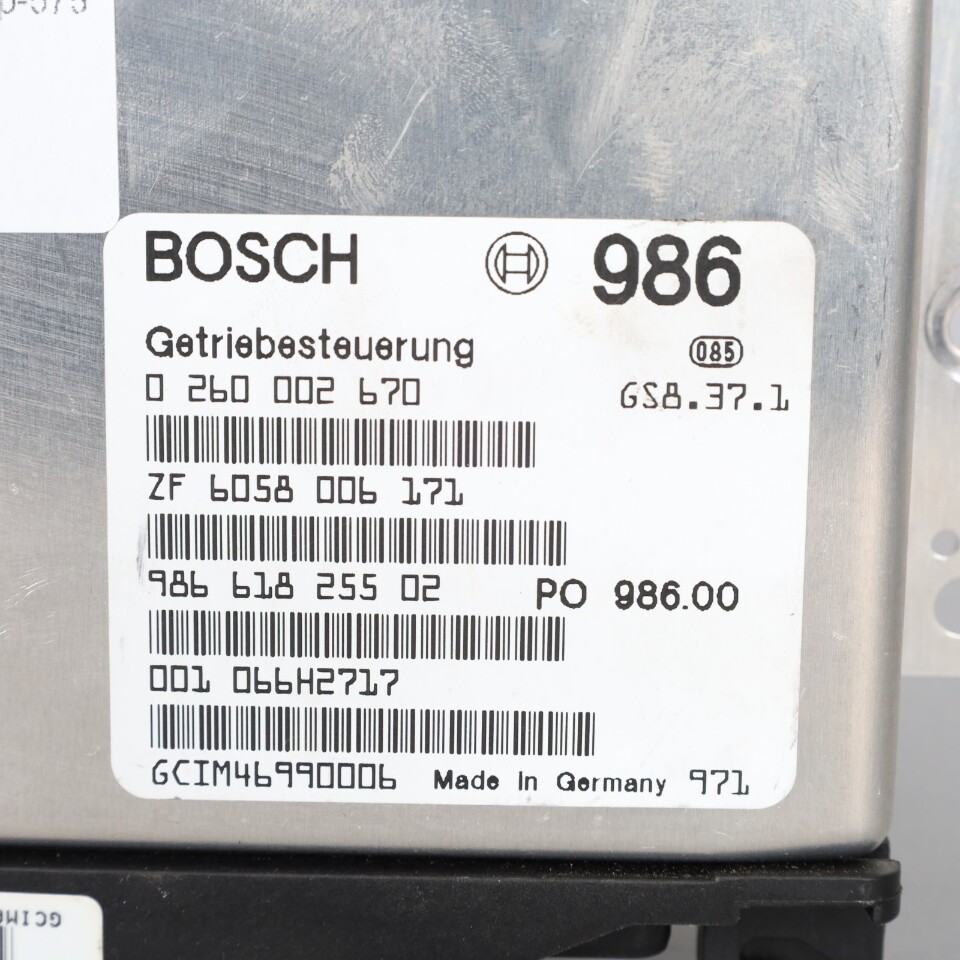 BOSCH 986
Getriebesteuerung 085
0 260 002 670 GS8.37.1
ZF 6058 006 171
986 618 255 02 PO 986.00
001 066H2717
GCIM46990006 Made in Germany 971